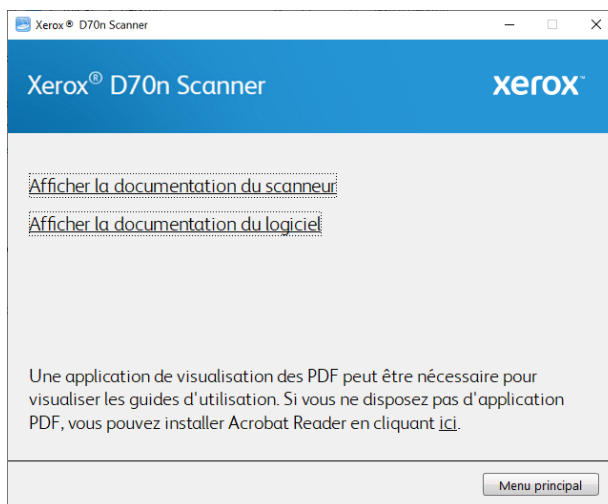 Xerox® D70n Scanner
Xerox® D70n Scanner
xerox™
Afficher la documentation du scanneur
Afficher la documentation du logiciel
Une application de visualisation des PDF peut être nécessaire pour
visualiser les guides d'utilisation. Si vous ne disposez pas d'application
PDF, vous pouvez installer Acrobat Reader en cliquant ici.
Menu principal